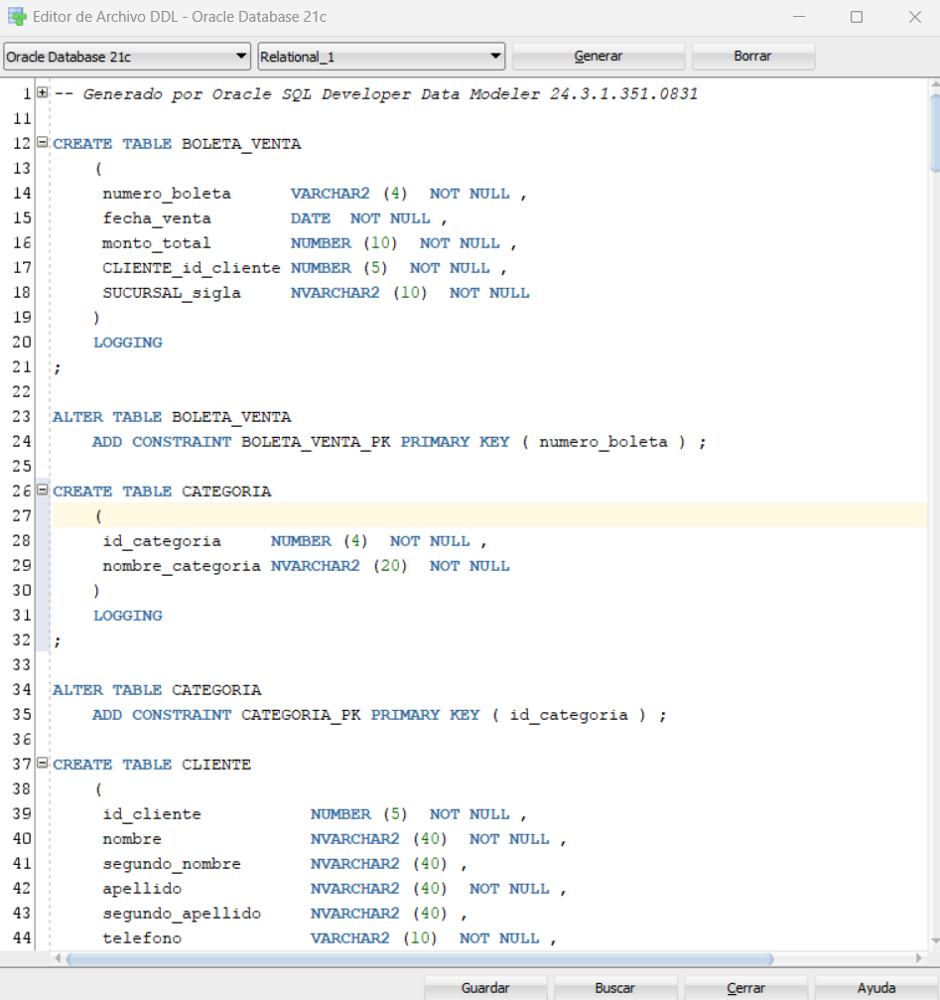 Editor de Archivo DDL - Oracle Database 21c
Oracle Database 21c Relational_1 Generar Borrar
1 -- Generado por Oracle SQL Developer Data Modeler 24.3.1.351.0831
11
12 CREATE TABLE BOLETA_VENTA
13 (
14 numero_boleta VARCHAR2 (4) NOT NULL ,
15 fecha_venta DATE NOT NULL ,
16 monto_total NUMBER (10) NOT NULL ,
17 CLIENTE_id_cliente NUMBER (5) NOT NULL ,
18 SUCURSAL_sigla NVARCHAR2 (10) NOT NULL
19 )
20 LOGGING
21 ;
22
23 ALTER TABLE BOLETA_VENTA
24 ADD CONSTRAINT BOLETA_VENTA_PK PRIMARY KEY ( numero_boleta ) ;
25
26 CREATE TABLE CATEGORIA
27 (
28 id_categoria NUMBER (4) NOT NULL ,
29 nombre_categoria NVARCHAR2 (20) NOT NULL
30 )
31 LOGGING
32 ;
33
34 ALTER TABLE CATEGORIA
35 ADD CONSTRAINT CATEGORIA_PK PRIMARY KEY ( id_categoria ) ;
36
37 CREATE TABLE CLIENTE
38 (
39 id_cliente NUMBER (5) NOT NULL ,
40 nombre NVARCHAR2 (40) NOT NULL ,
41 segundo_nombre NVARCHAR2 (40) ,
42 apellido NVARCHAR2 (40) NOT NULL ,
43 segundo_apellido NVARCHAR2 (40) ,
44 telefono VARCHAR2 (10) NOT NULL ,
Guardar Buscar Cerrar Ayuda